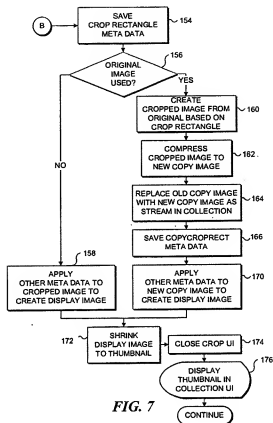 B
SAVE
CROP RECTANGLE
META DATA
154
156
ORIGINAL
IMAGE
USED?
YES
NO
CREATE
CROPPED IMAGE FROM
ORIGINAL BASED ON
CROP RECTANGLE
160
COMPRESS
CROPPED IMAGE TO
NEW COPY IMAGE
162
REPLACE OLD COPY IMAGE
WITH NEW COPY IMAGE AS
STREAM IN COLLECTION
164
SAVE COPYCROPRECT
META DATA
166
158
APPLY
OTHER META DATA TO
CROPPED IMAGE TO
CREATE DISPLAY IMAGE
APPLY
OTHER META DATA TO
NEW COPY IMAGE TO
CREATE DISPLAY IMAGE
170
172
SHRINK
DISPLAY IMAGE
TO THUMBNAIL
CLOSE CROP UI
174
176
DISPLAY
THUMBNAIL IN
COLLECTION UI
CONTINUE
FIG. 7